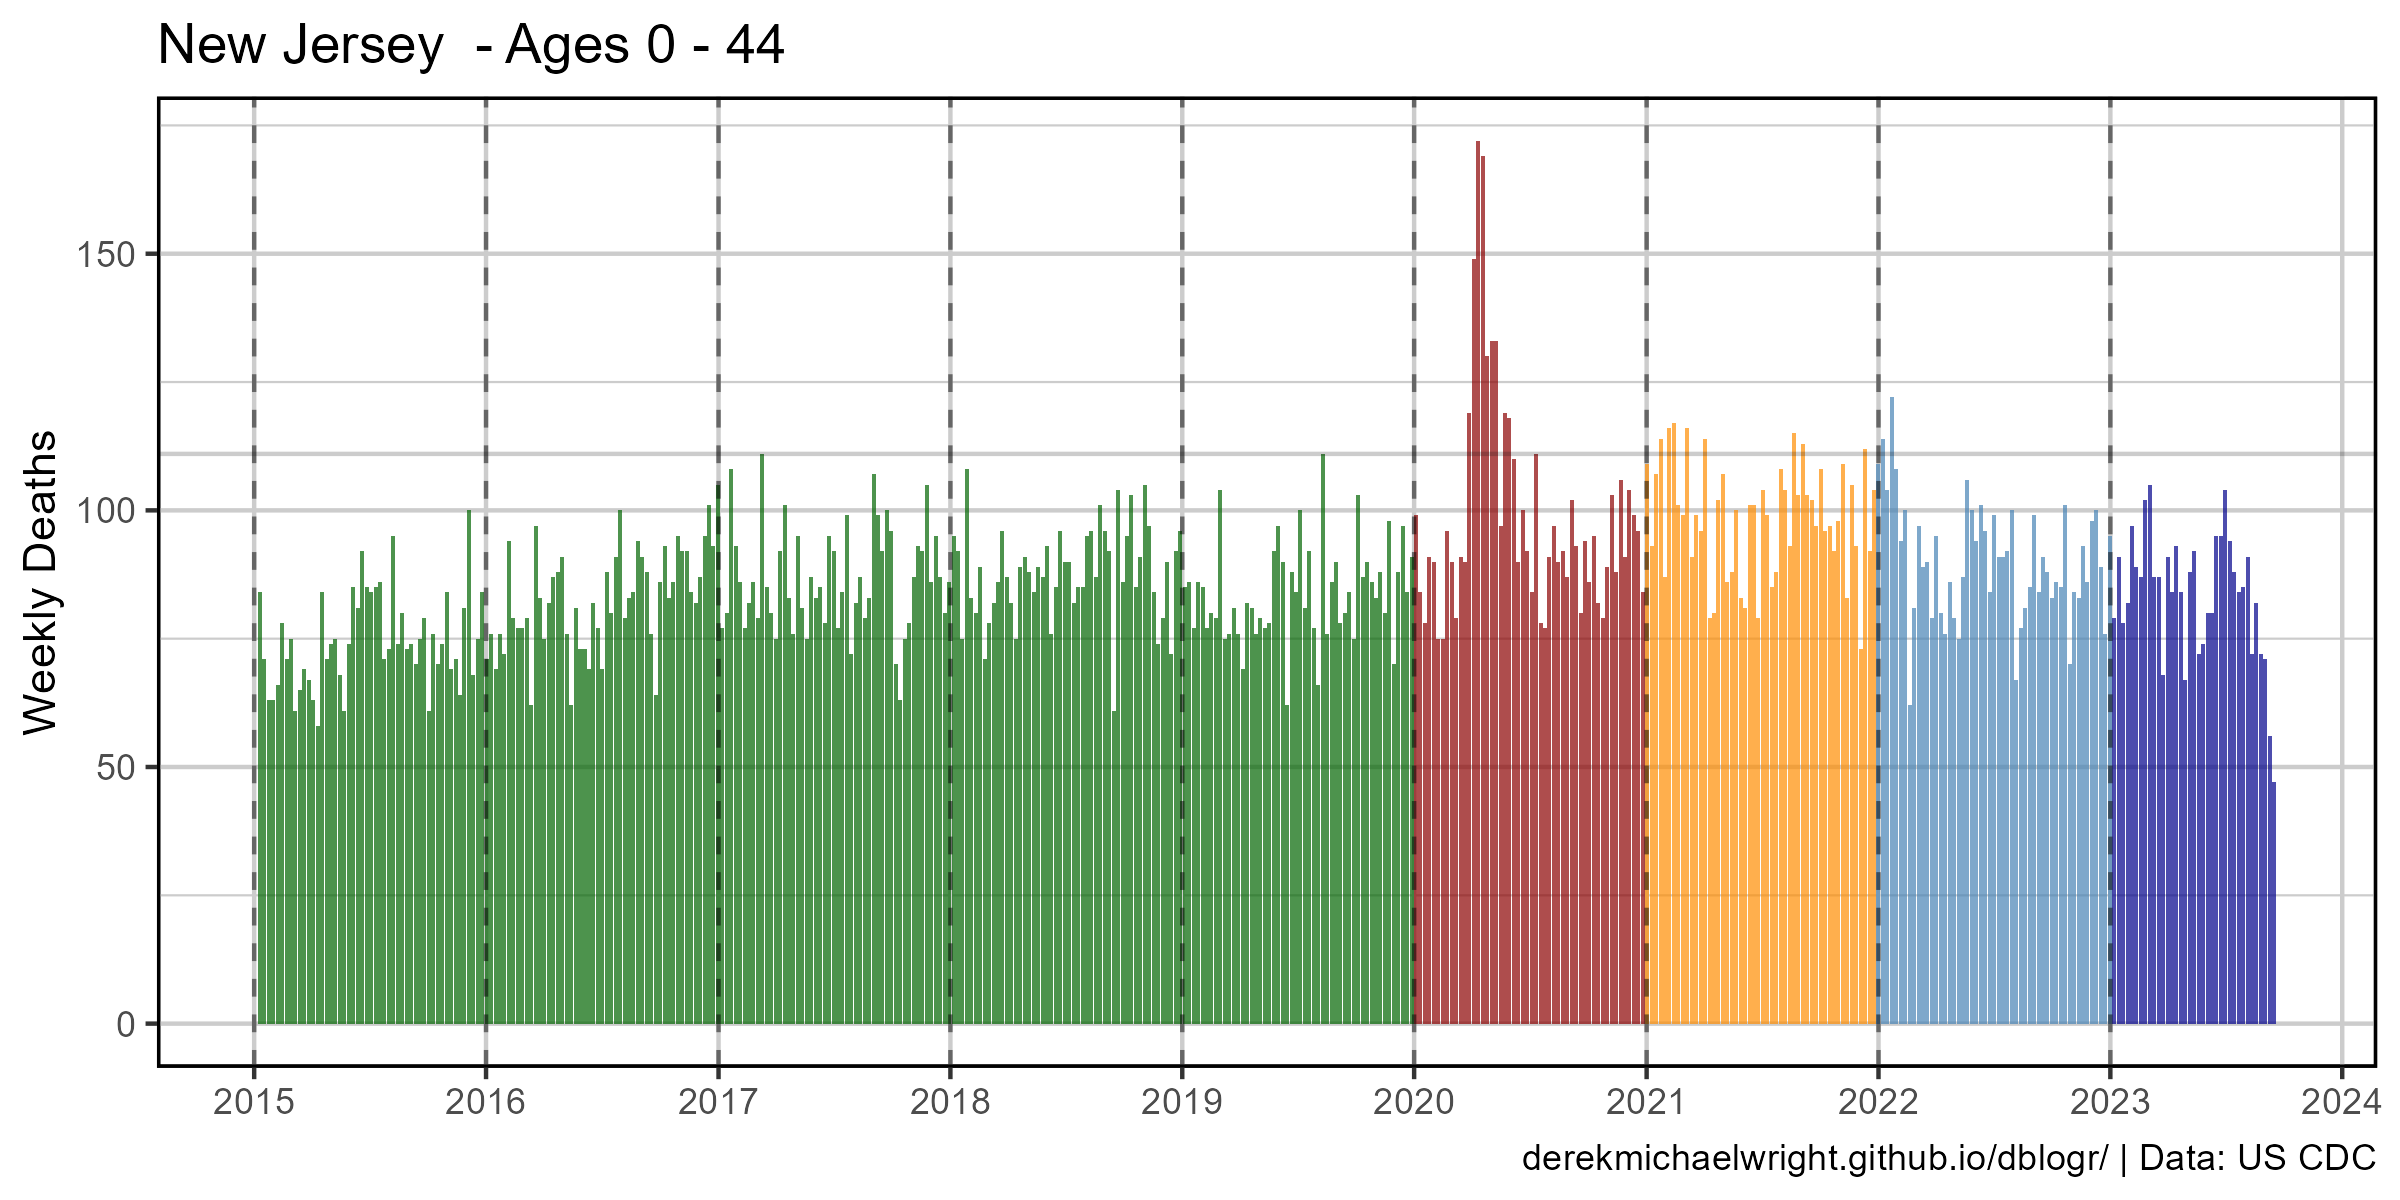 New Jersey  - Ages 0 - 44
Weekly Deaths
150
100
50
0
2015 2016 2017 2018 2019 2020 2021 2022 2023 2024
derekmichaelwright.github.io/dblogr/ | Data: US CDC